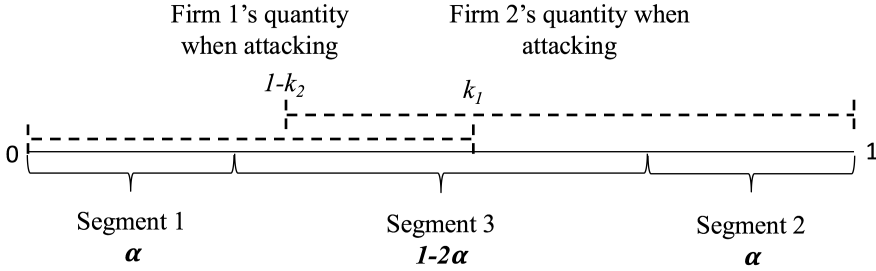 Firm 1's quantity
when attacking
Firm 2's quantity when
attacking
1-k₂
k₁
0
1
Segment 1
α
Segment 3
1-2α
Segment 2
α